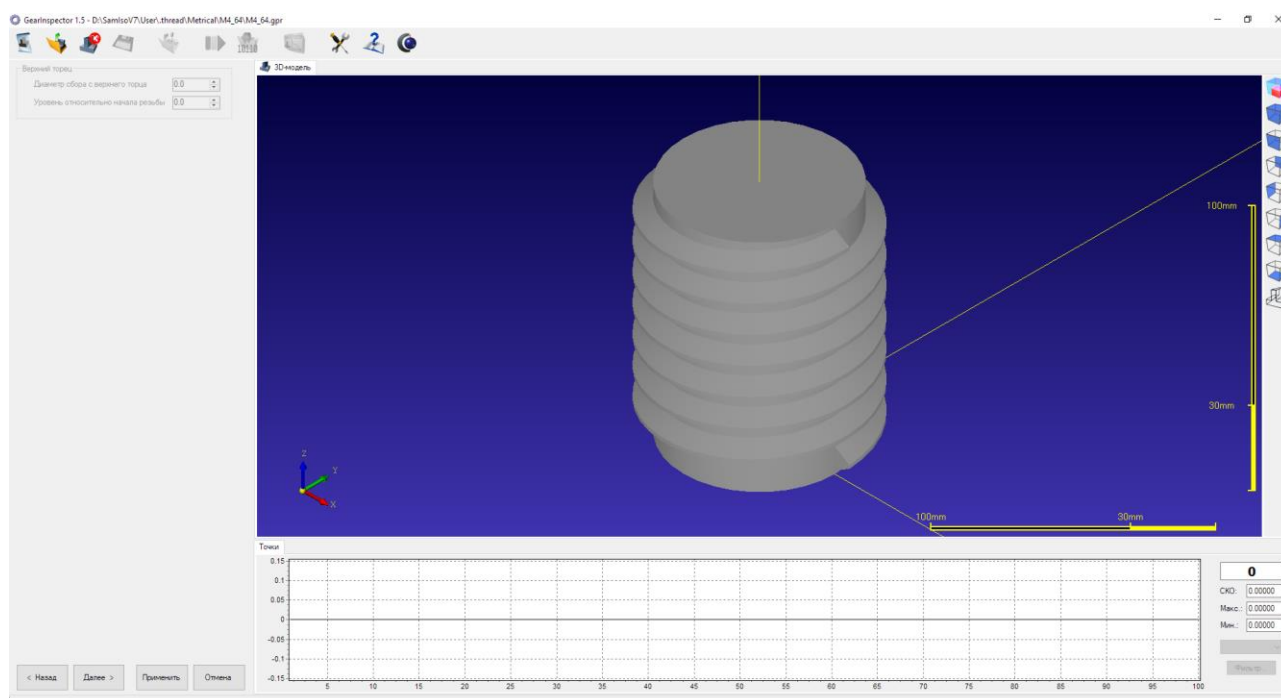 GearInspector 1.5 - D:\SamIsoV7\User\.thread\Metrical\M4_64\M4_64.gpr
Верхний торец
Диаметр сбора с верхнего торца 0.0
Уровень относительно начала резьбы 0.0
3D-модель
100mm
30mm
Z
Y
X
100mm 30mm
Точки
0.15
0.1
0.05
0
-0.05
-0.1
-0.15
5 10 15 20 25 30 35 40 45 50 55 60 65 70 75 80 85 90 95 100
0
СКО: 0.00000
Макс.: 0.00000
Мин.: 0.00000
Фильтр...
< Назад Далее > Применить Отмена